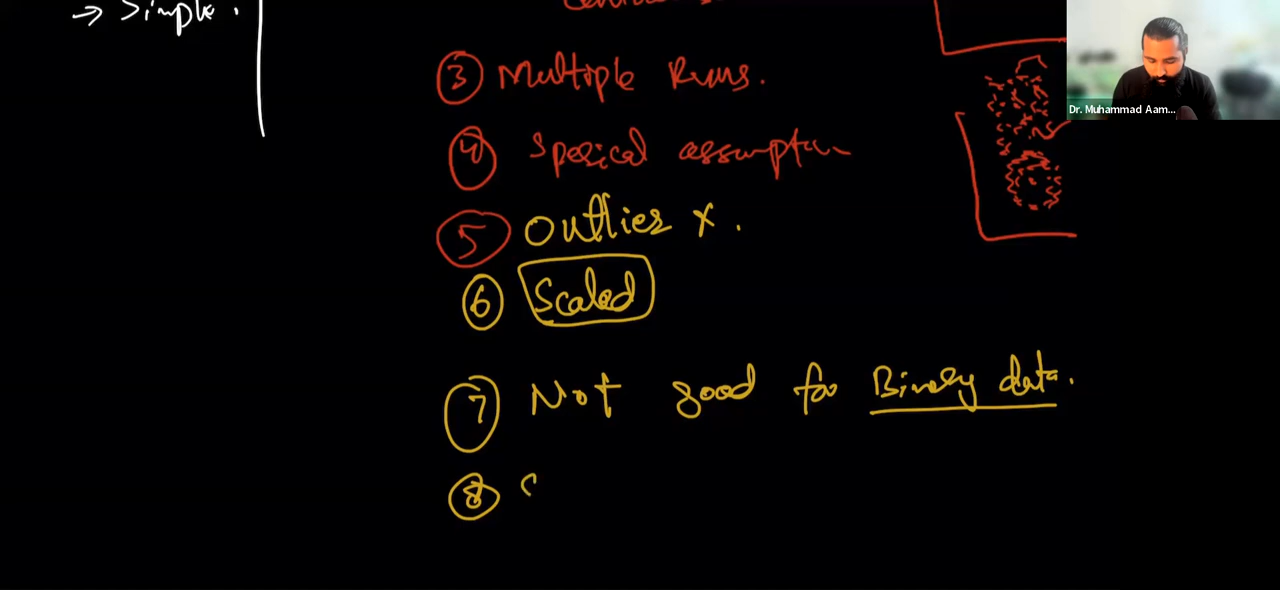 → Simple.
③ Multiple Runs.
④ Sperical assumption
⑤ Outlier x.
⑥ Scaled
⑦ Not good for Binary data.
⑧
Dr. Muhammad Aam...